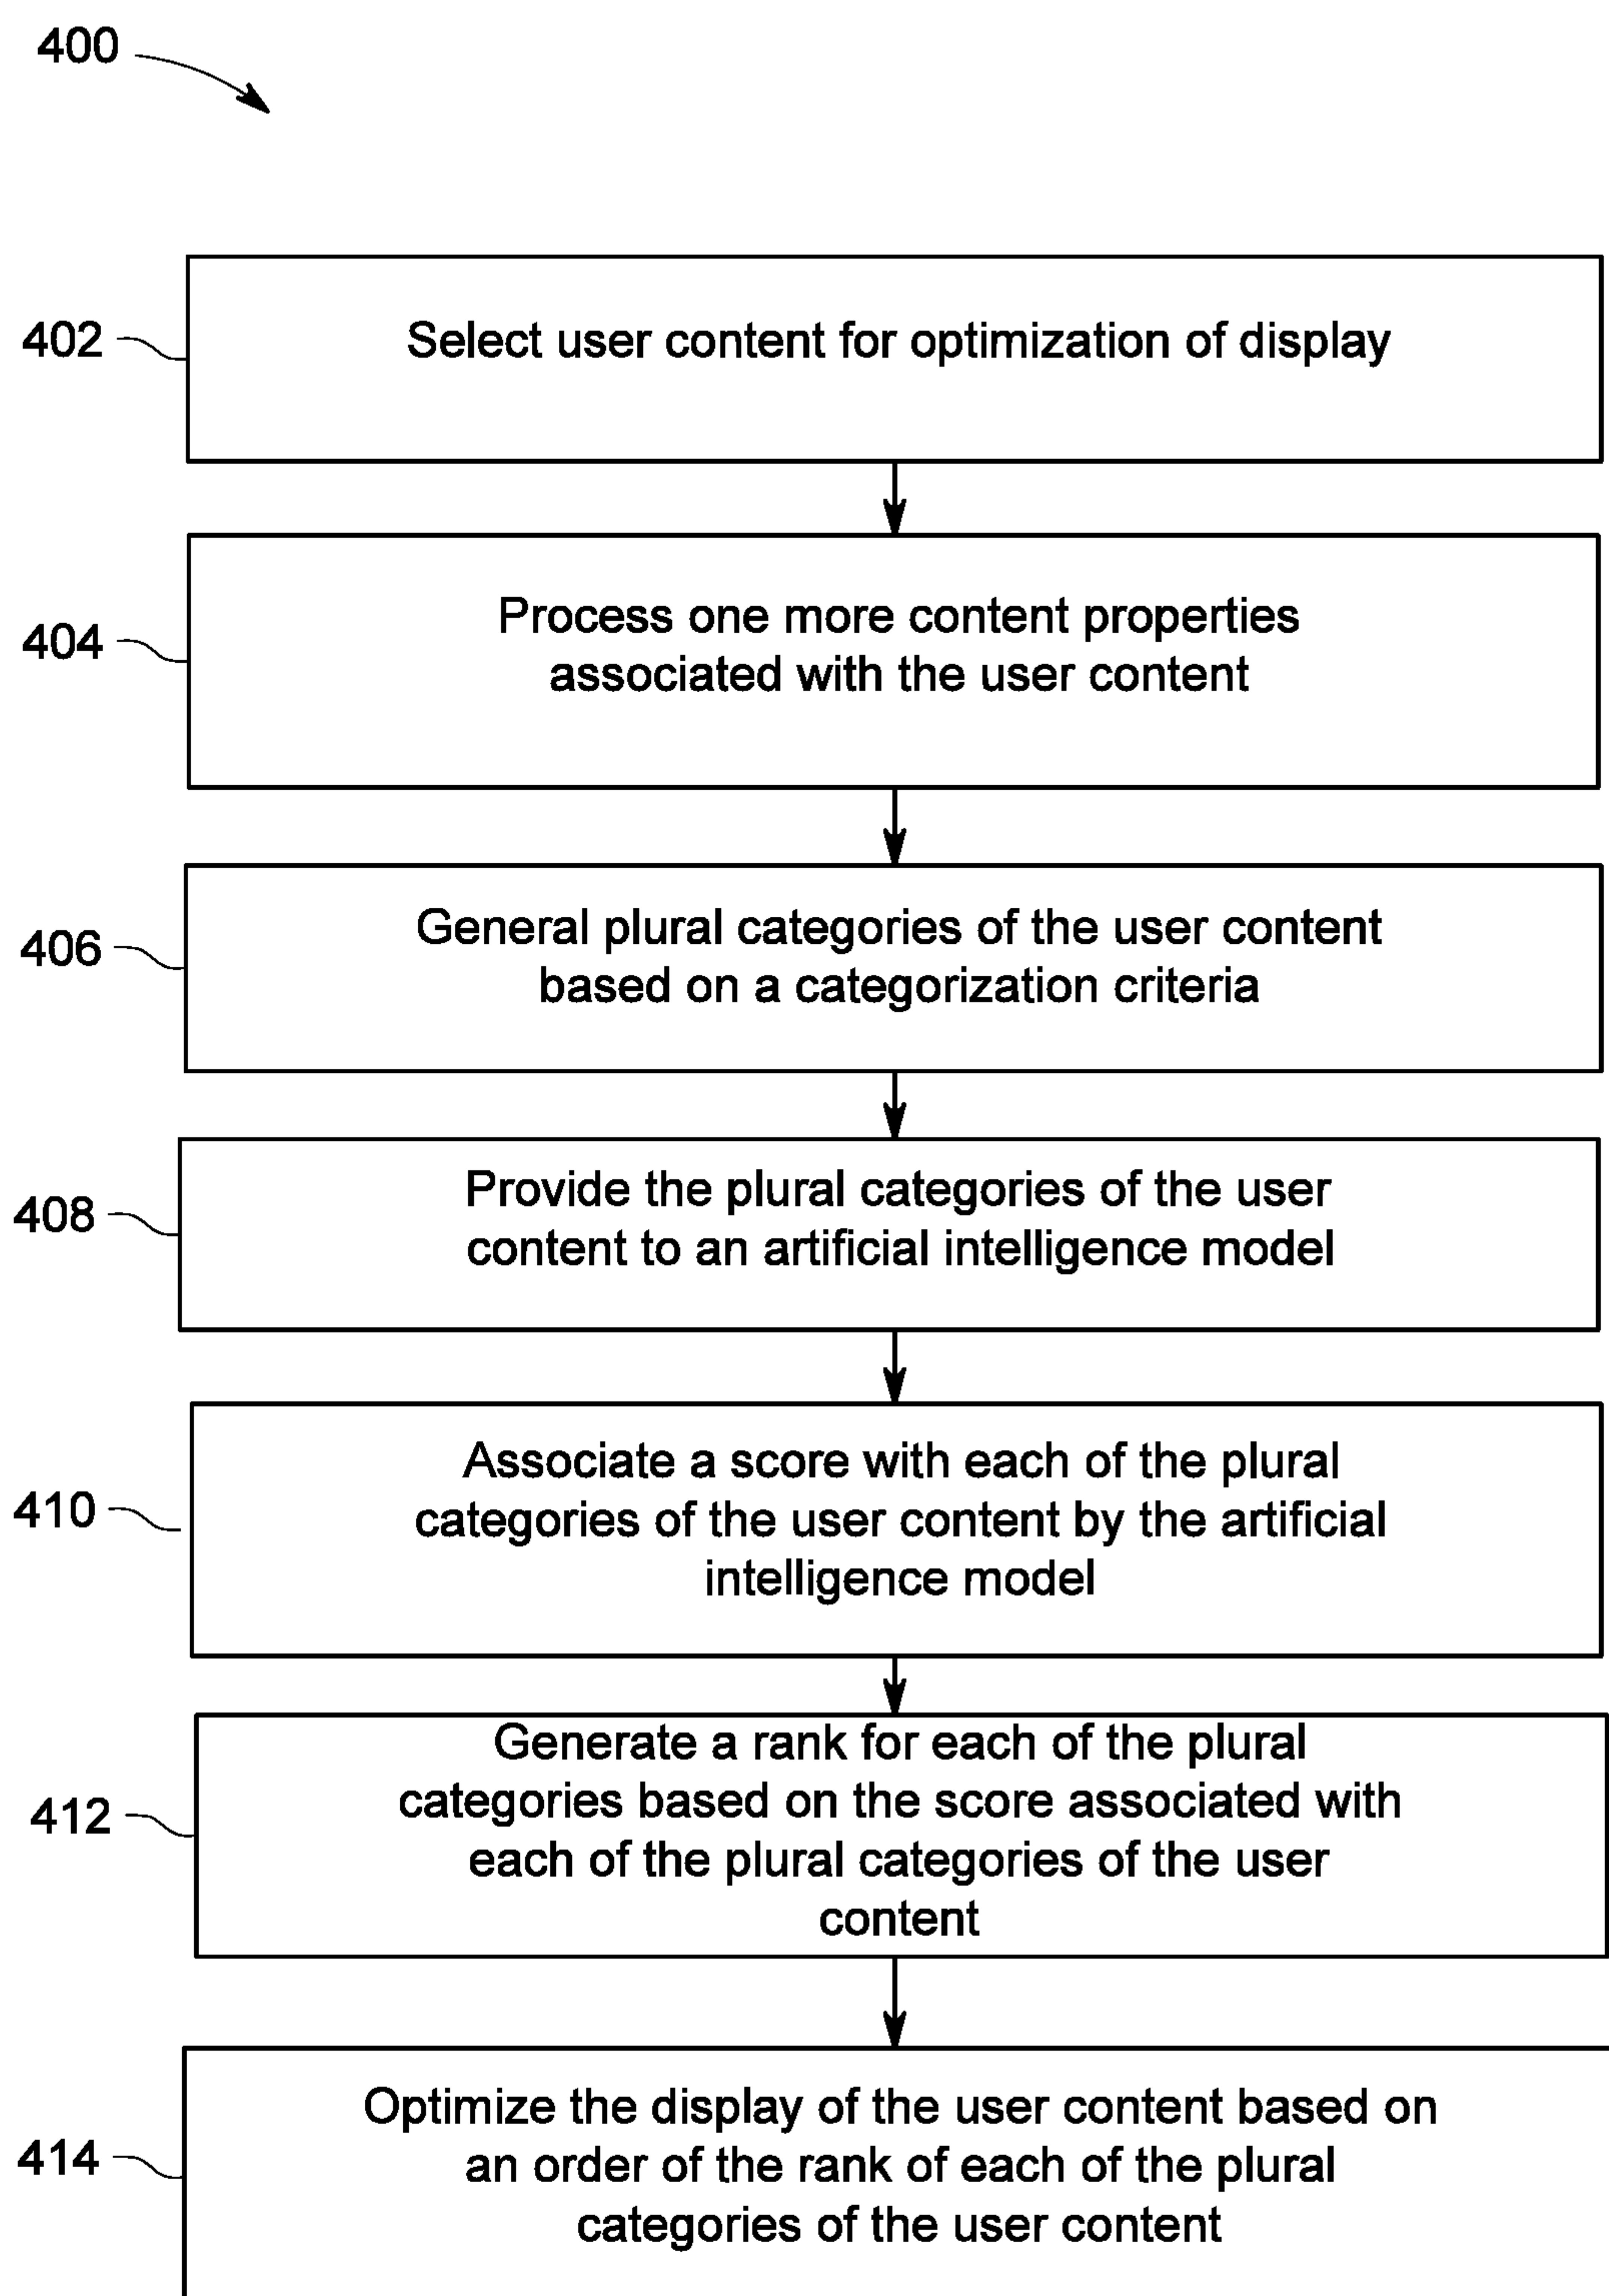 400
402
Select user content for optimization of display
404
Process one more content properties
associated with the user content
406
General plural categories of the user content
based on a categorization criteria
408
Provide the plural categories of the user
content to an artificial intelligence model
410
Associate a score with each of the plural
categories of the user content by the artificial
intelligence model
412
Generate a rank for each of the plural
categories based on the score associated with
each of the plural categories of the user
content
414
Optimize the display of the user content based on
an order of the rank of each of the plural
categories of the user content